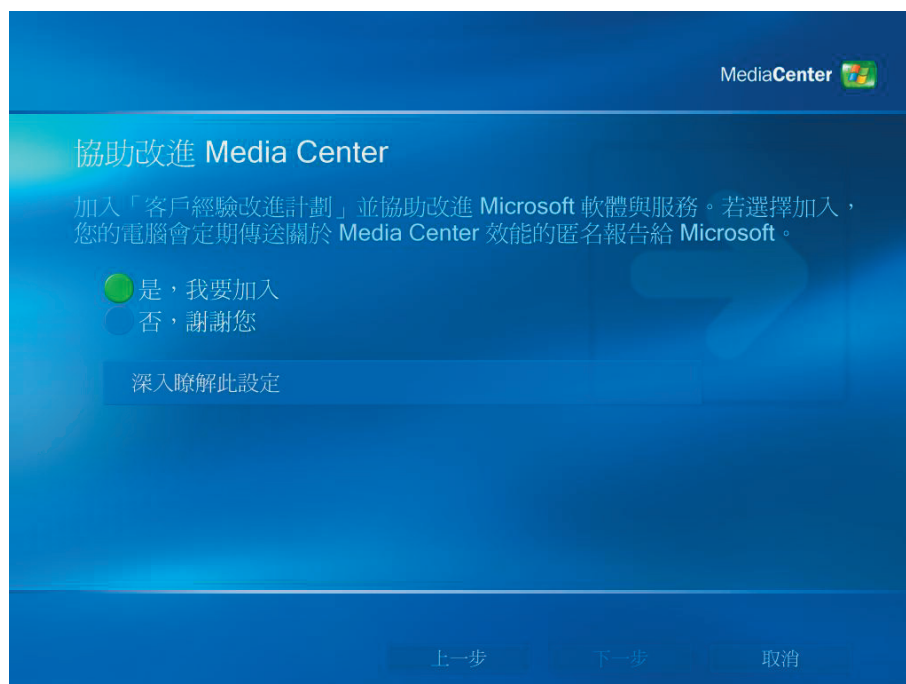 MediaCenter
協助改進 Media Center
加入「客戶經驗改進計劃」並協助改進 Microsoft 軟體與服務。若選擇加入，
您的電腦會定期傳送關於 Media Center 效能的匿名報告給 Microsoft。
是，我要加入
否，謝謝您
深入瞭解此設定
上一步
下一步
取消